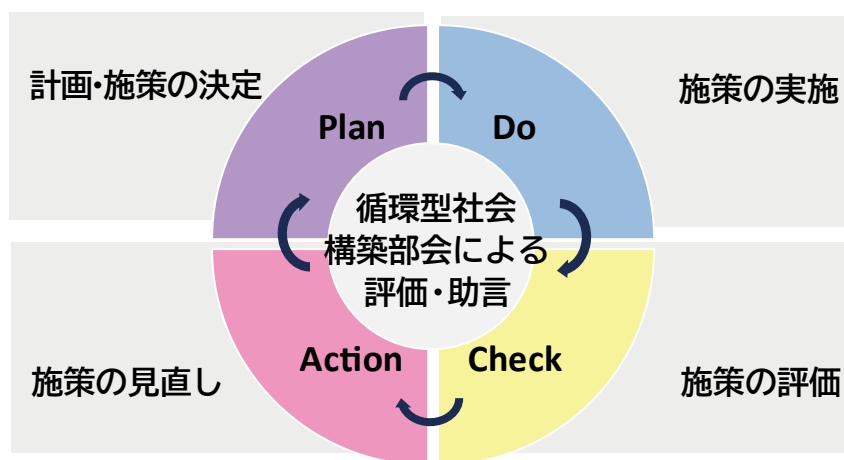 計画・施策の決定
施策の実施
Plan
Do
循環型社会
構築部会による
評価・助言
Action
Check
施策の見直し
施策の評価